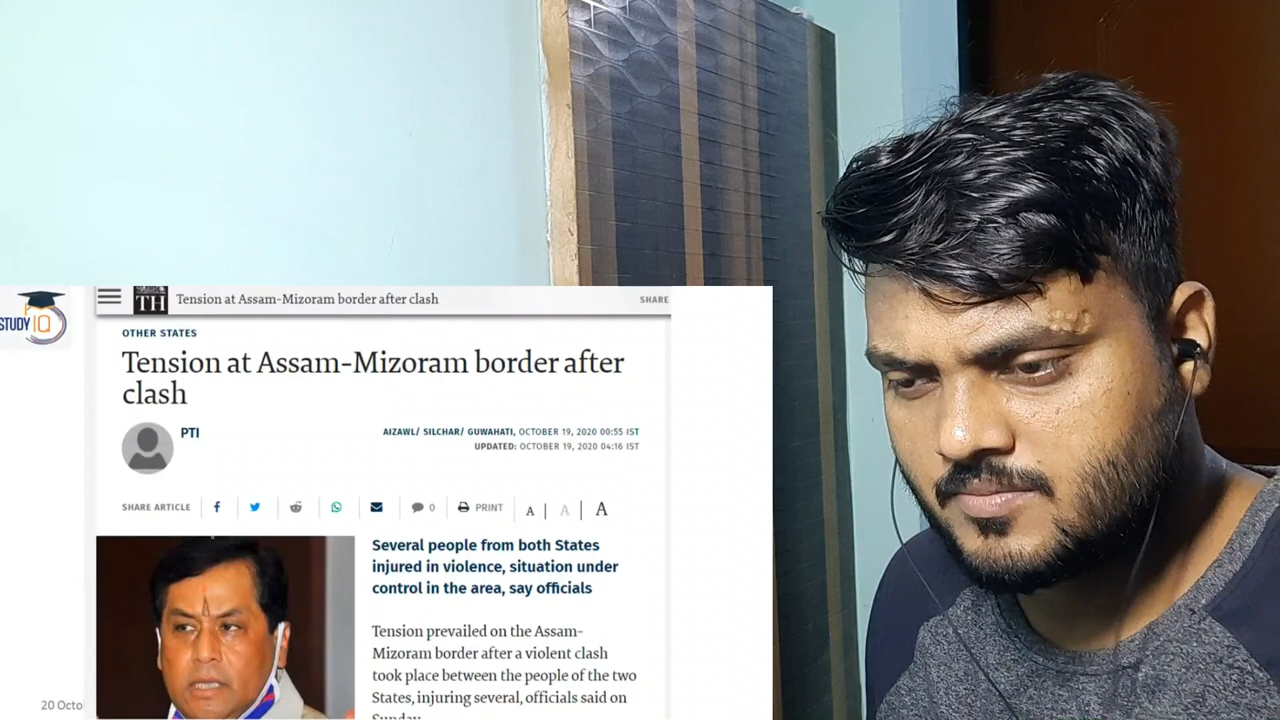 STUDY IQ
TH Tension at Assam-Mizoram border after clash SHARE
OTHER STATES
Tension at Assam-Mizoram border after
clash
PTI
AIZAWL/ SILCHAR/ GUWAHATI, OCTOBER 19, 2020 00:55 IST
UPDATED: OCTOBER 19, 2020 04:16 IST
SHARE ARTICLE 0 PRINT A | A | A
Several people from both States
injured in violence, situation under
control in the area, say officials
Tension prevailed on the Assam-
Mizoram border after a violent clash
took place between the people of the two
States, injuring several, officials said on
Sunday
20 Octo